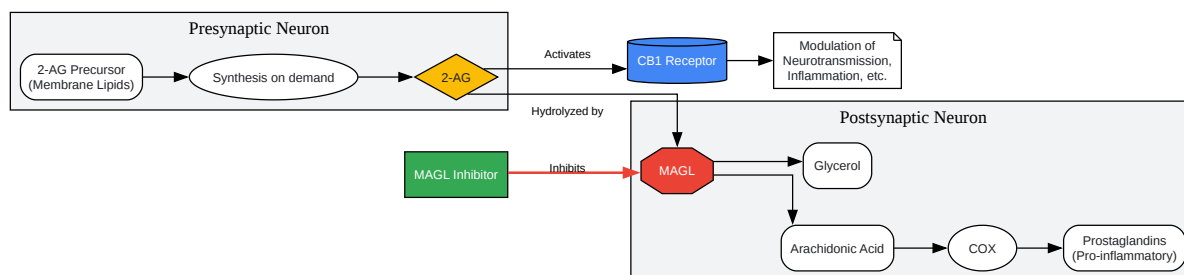 Presynaptic Neuron
2-AG Precursor
(Membrane Lipids)
Synthesis on demand
2-AG
Activates
CB1 Receptor
Modulation of
Neurotransmission,
Inflammation, etc.
Hydrolyzed by
Postsynaptic Neuron
MAGL Inhibitor
Inhibits
MAGL
Glycerol
Arachidonic Acid
COX
Prostaglandins
(Pro-inflammatory)